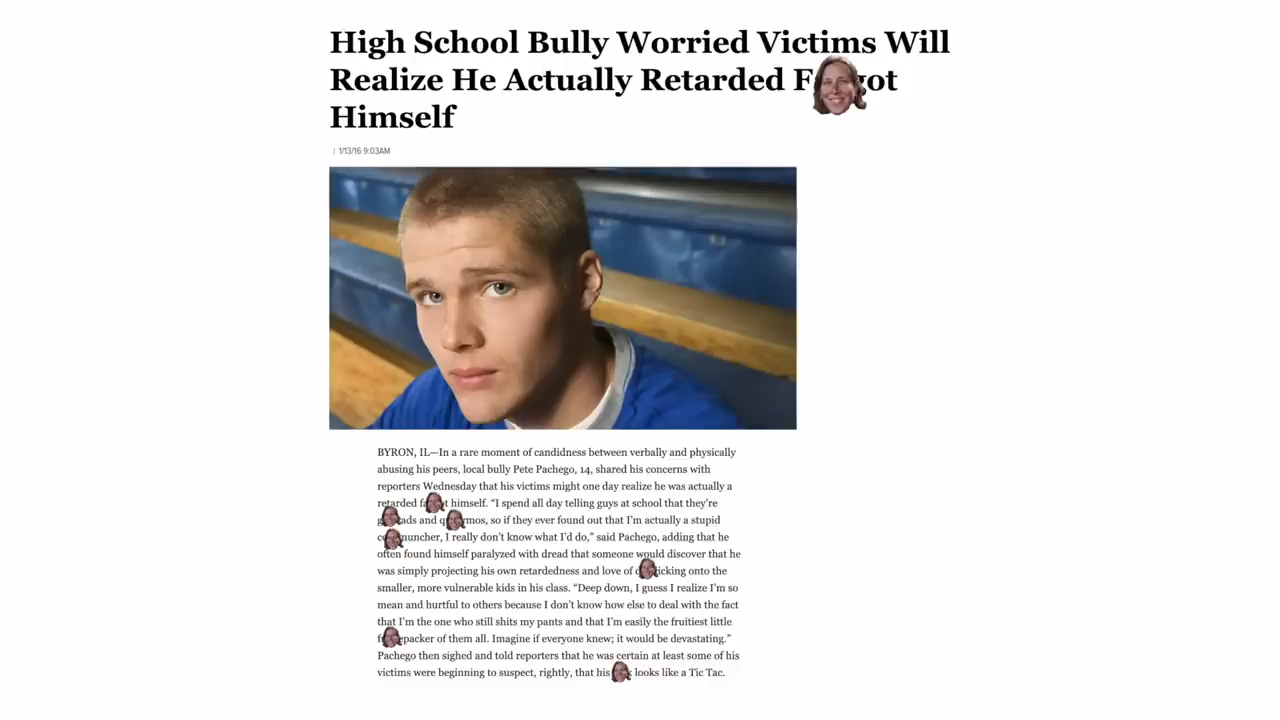 High School Bully Worried Victims Will
Realize He Actually Retarded
Himself
1/13/16 9:03AM
BYRON, IL—In a rare moment of candidness between verbally and physically
abusing his peers, local bully Pete Pachego, 14, shared his concerns with
reporters Wednesday that his victims might one day realize he was actually a
retarded himself. “I spend all day telling guys at school that they’re
and so if they ever found out that I’m actually a stupid
I really don’t know what I’d do,” said Pachego, adding that he
often found himself paralyzed with dread that someone would discover that he
was simply projecting his own retardedness and love of onto the
smaller, more vulnerable kids in his class. “Deep down, I guess I realize I’m so
mean and hurtful to others because I don’t know how else to deal with the fact
that I’m the one who still shits my pants and that I’m easily the fruitiest little
of them all. Imagine if everyone knew; it would be devastating.”
Pachego then sighed and told reporters that he was certain at least some of his
victims were beginning to suspect, rightly, that his looks like a Tic Tac.